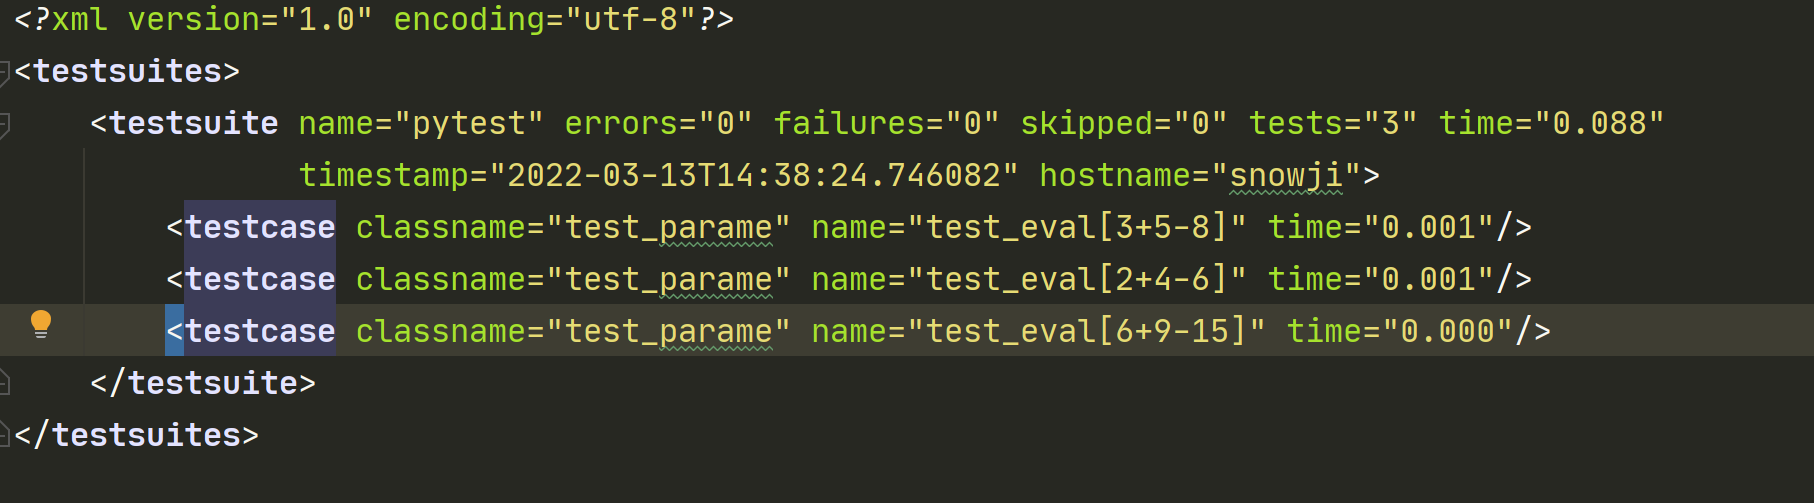 <?xml version="1.0" encoding="utf-8"?>
<testsuites>
<testsuite name="pytest" errors="0" failures="0" skipped="0" tests="3" time="0.088"
timestamp="2022-03-13T14:38:24.746082" hostname="snowji">
<testcase classname="test_parame" name="test_eval[3+5-8]" time="0.001"/>
<testcase classname="test_parame" name="test_eval[2+4-6]" time="0.001"/>
<testcase classname="test_parame" name="test_eval[6+9-15]" time="0.000"/>
</testsuite>
</testsuites>